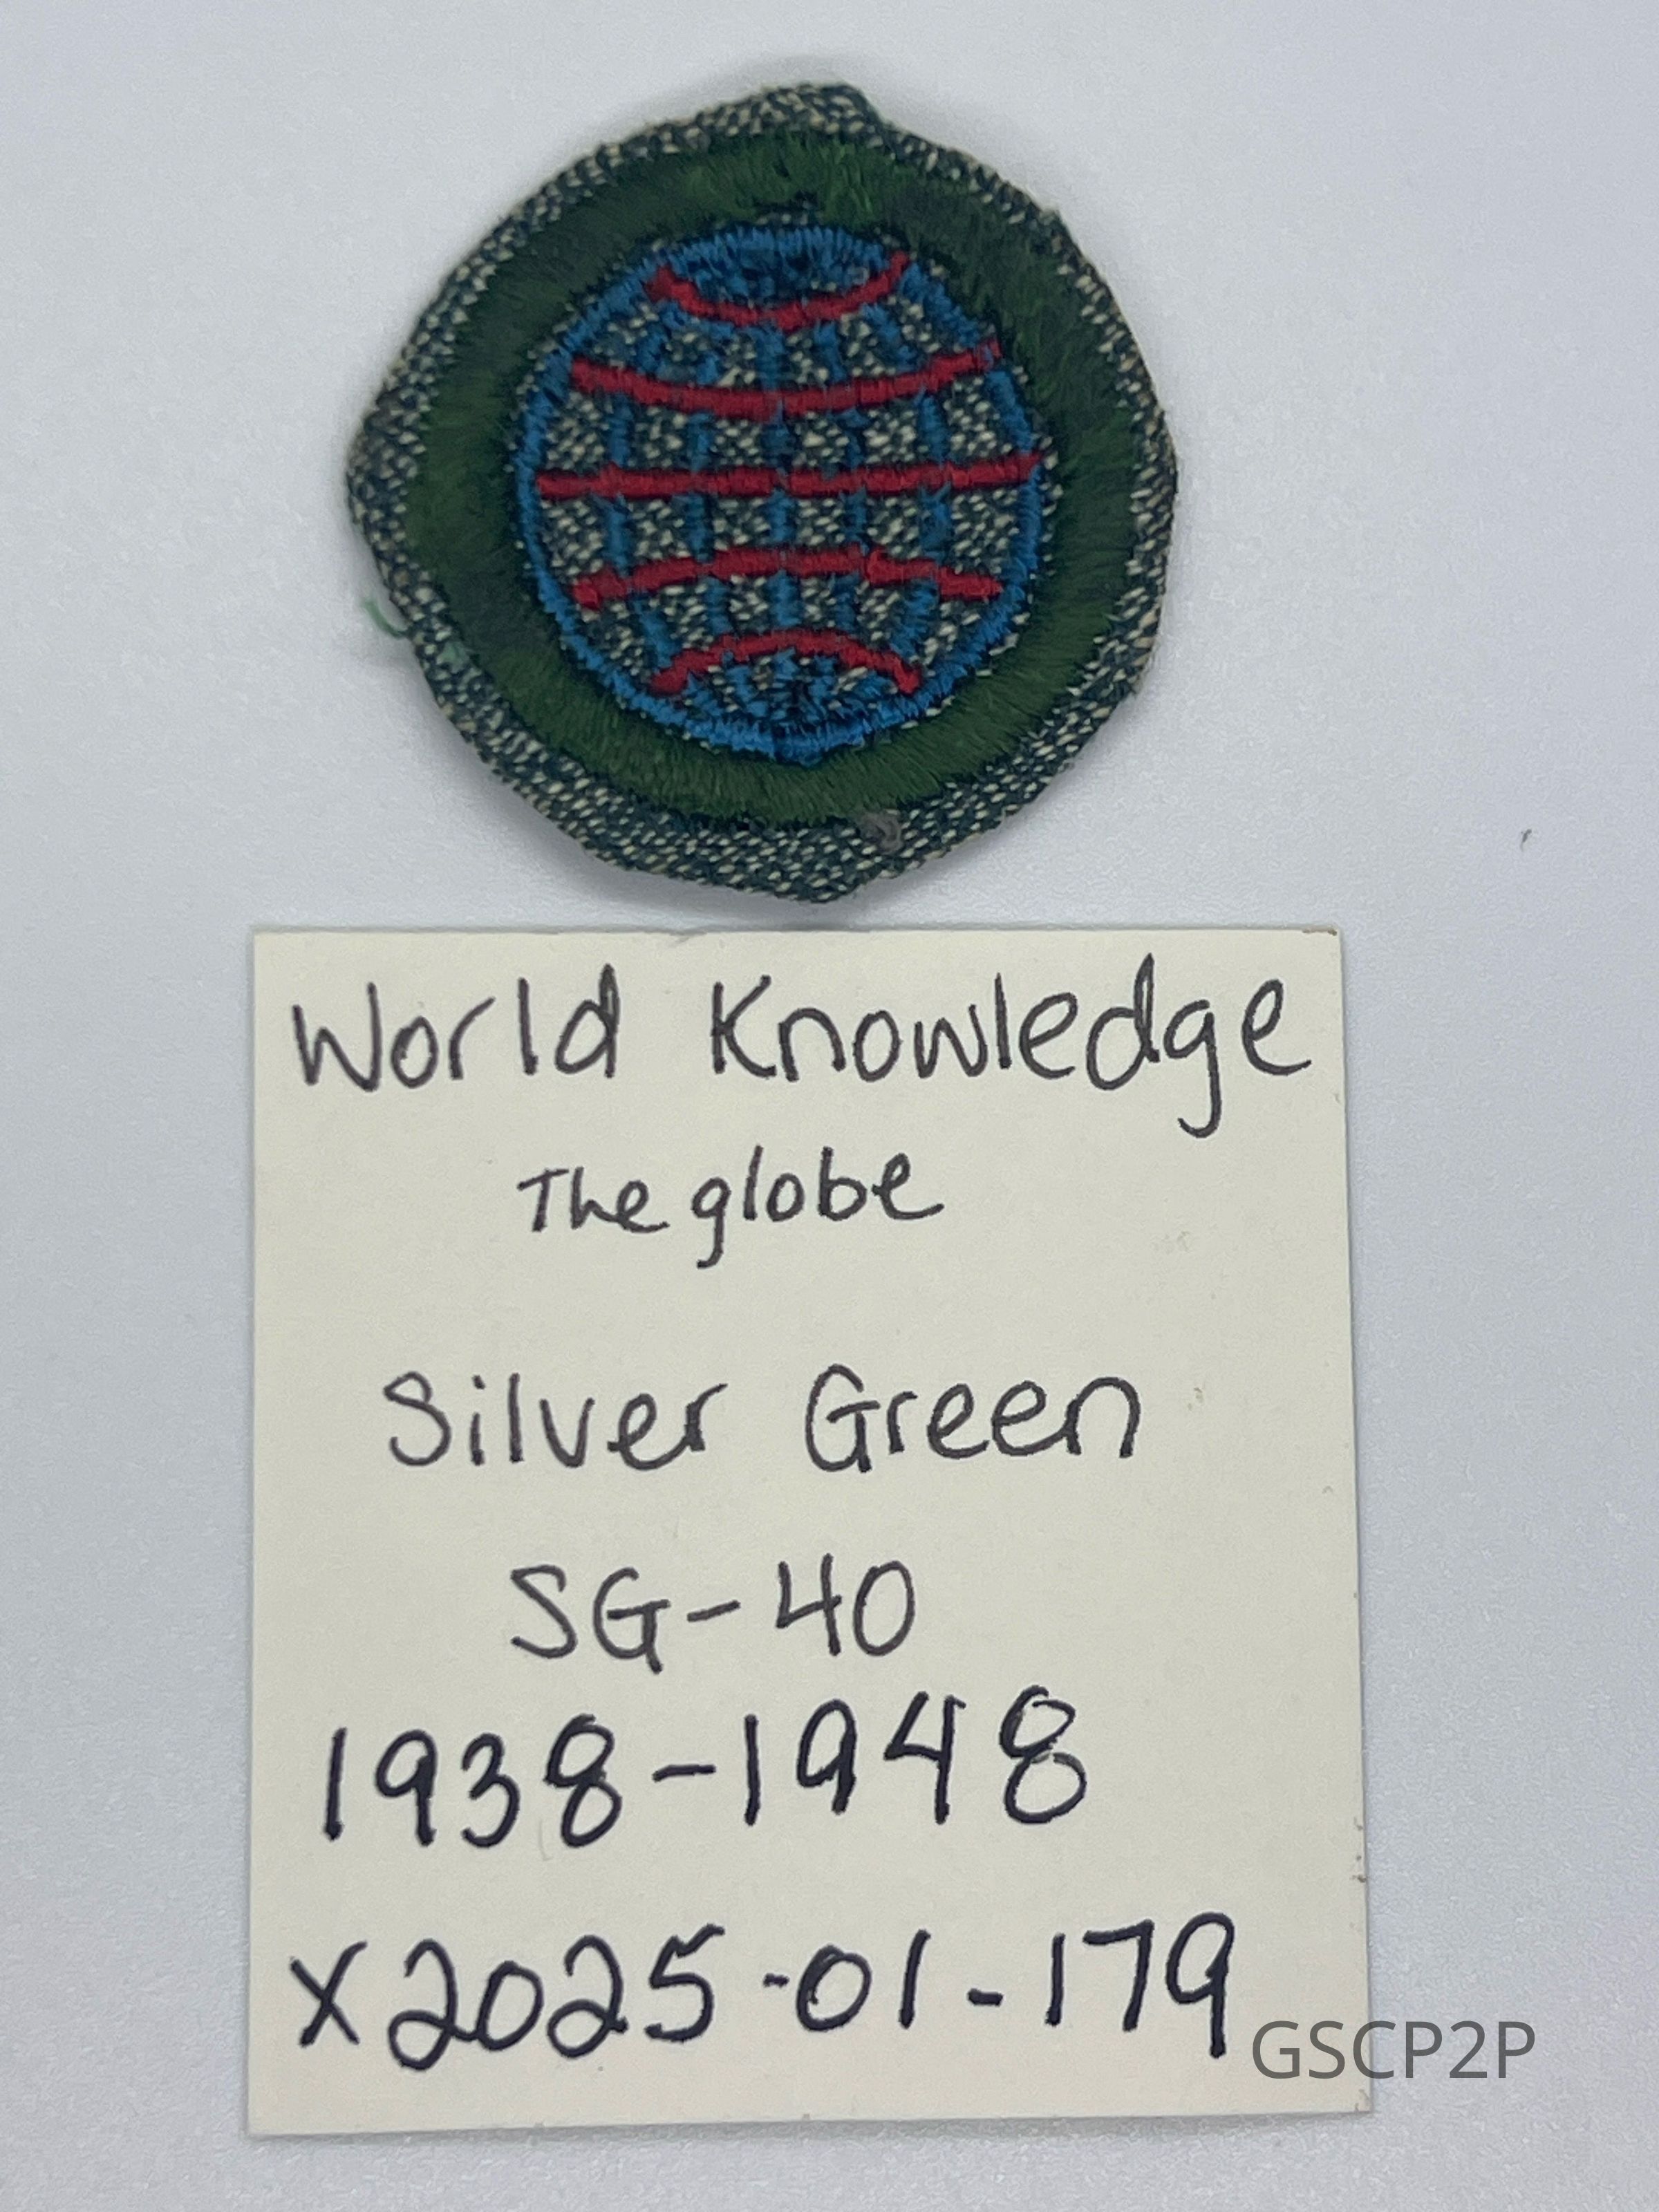 World Knowledge
The globe
Silver Green
SG-40
1938-1948
X2025-01-179
GSCP2P